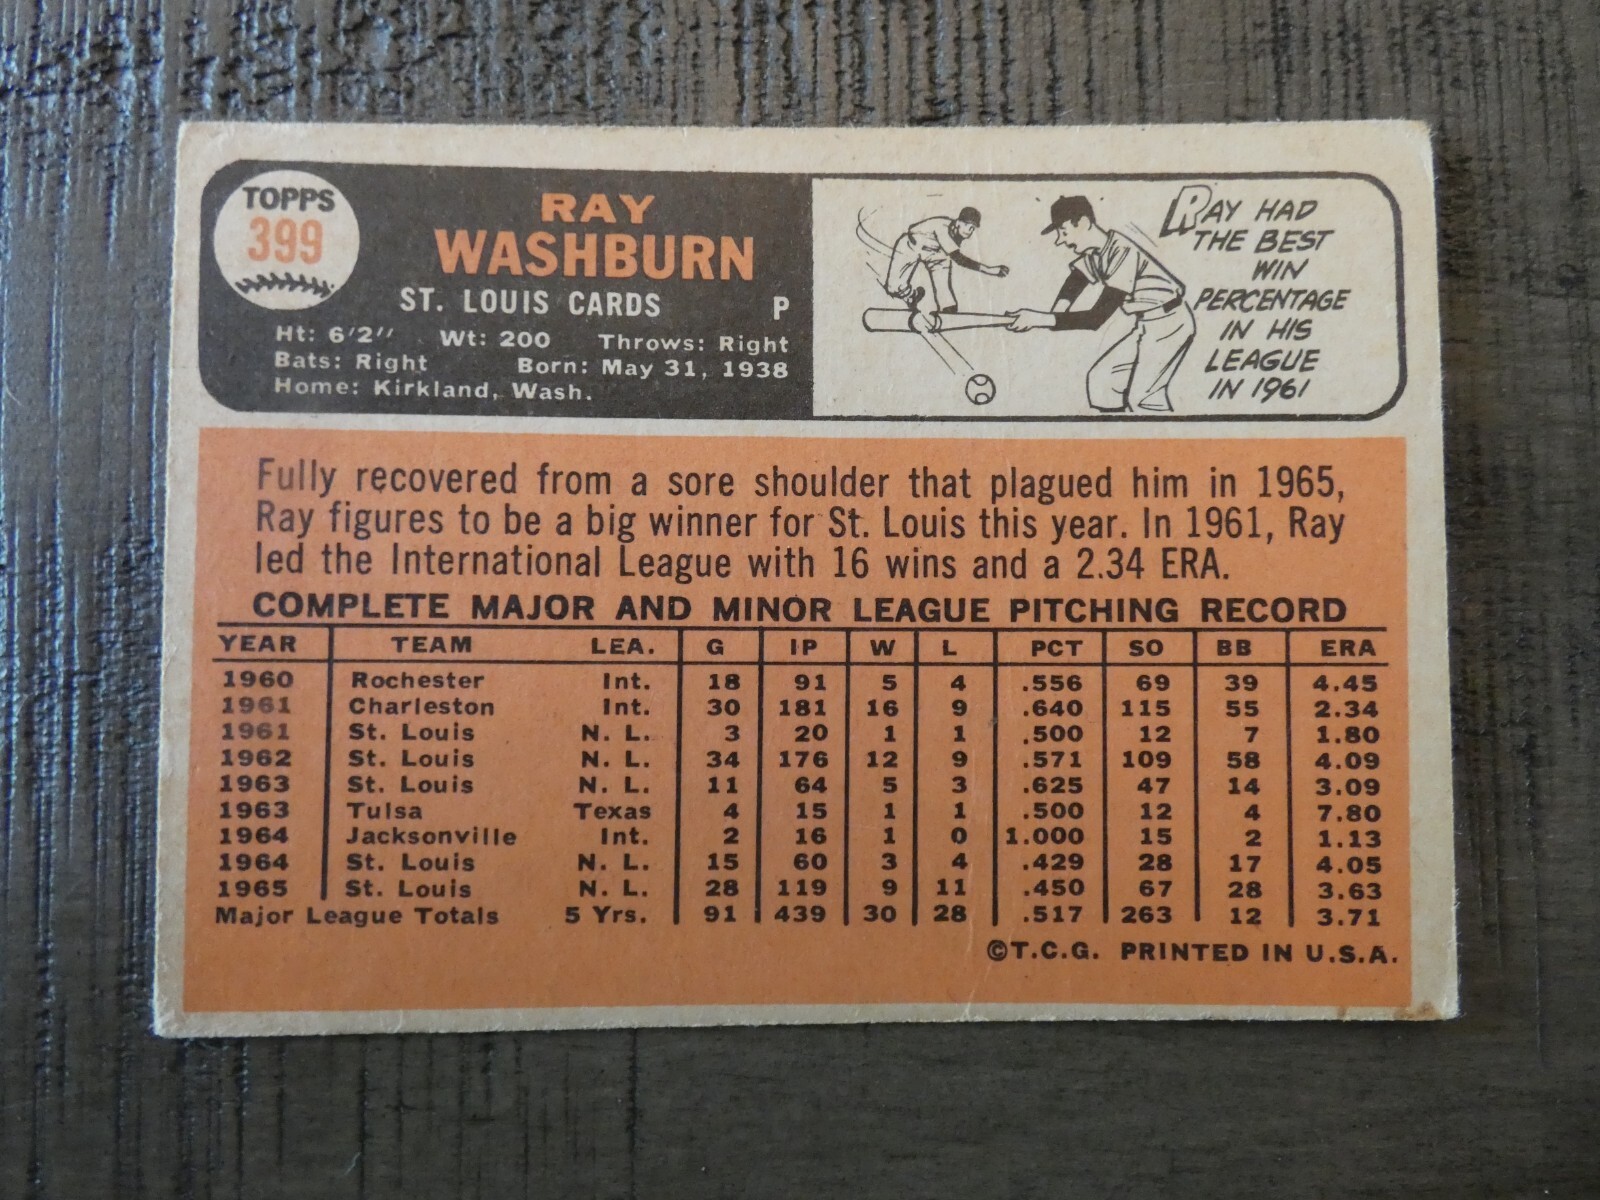 TOPPS
399
RAY
WASHBURN
ST. LOUIS CARDS P
Ht: 6'2" Wt: 200 Throws: Right
Bats: Right Born: May 31, 1938
Home: Kirkland, Wash.
RAY HAD
THE BEST
WIN
PERCENTAGE
IN HIS
LEAGUE
IN 1961
Fully recovered from a sore shoulder that plagued him in 1965,
Ray figures to be a big winner for St. Louis this year. In 1961, Ray
led the International League with 16 wins and a 2.34 ERA.
COMPLETE MAJOR AND MINOR LEAGUE PITCHING RECORD
YEAR TEAM LEA. G IP W L PCT SO BB ERA
1960 Rochester Int. 18 91 5 4 .556 69 39 4.45
1961 Charleston Int. 30 181 16 9 .640 115 55 2.34
1961 St. Louis N. L. 3 20 1 1 .500 12 7 1.80
1962 St. Louis N. L. 34 176 12 9 .571 109 58 4.09
1963 St. Louis N. L. 11 64 5 3 .625 47 14 3.09
1963 Tulsa Texas 4 15 1 1 .500 12 4 7.80
1964 Jacksonville Int. 2 16 1 0 1.000 15 2 1.13
1964 St. Louis N. L. 15 60 3 4 .429 28 17 4.05
1965 St. Louis N. L. 28 119 9 11 .450 67 28 3.63
Major League Totals 5 Yrs. 91 439 30 28 .517 263 12 3.71
©T.C.G. PRINTED IN U.S.A.